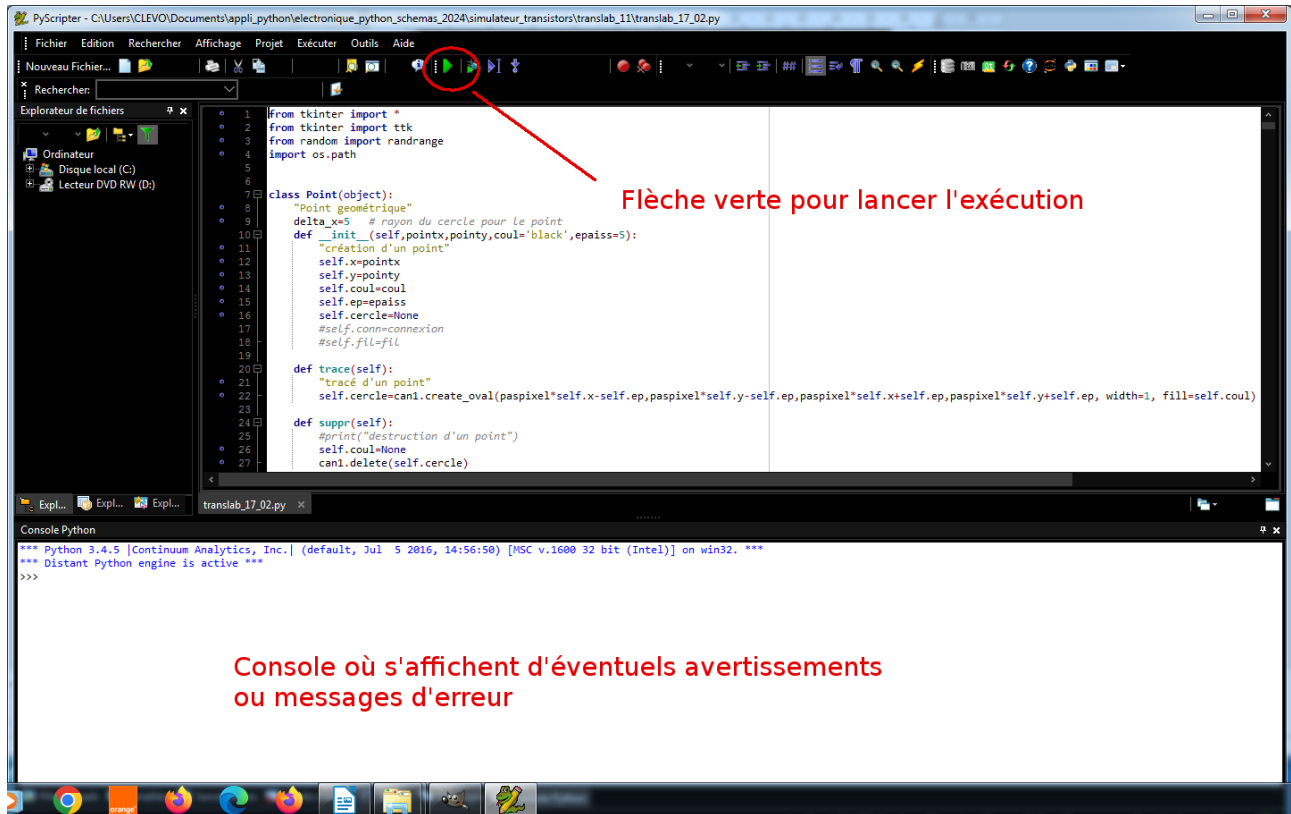 PyScripter - C:\Users\CLEVO\Documents\appli_python\electronique_python_schemas_2024\simulateur_transistors\translab_11\translab_17_02.py
Fichier Edition Rechercher Affichage Projet Exécuter Outils Aide
Nouveau Fichier...
Rechercher:
Explorateur de fichiers
Ordinateur
Disque local (C:)
Lecteur DVD RW (D:)
1 from tkinter import *
2 from tkinter import ttk
3 from random import randrange
4 import os.path
5
6
7 class Point(object):
8 "Point geométrique"
9 delta_x=5 # rayon du cercle pour le point
10 def __init__(self,pointx,pointy,coul='black',epaiss=5):
11 "création d'un point"
12 self.x=pointx
13 self.y=pointy
14 self.coul=coul
15 self.ep=epaiss
16 self.cercle=None
17 #self.conn=connexion
18 #self.fil=fil
19
20 def trace(self):
21 "tracé d'un point"
22 self.cercle=can1.create_oval(paspixel*self.x-self.ep,paspixel*self.y-self.ep,paspixel*self.x+self.ep,paspixel*self.y+self.ep, width=1, fill=self.coul)
23
24 def suppr(self):
25 #print("destruction d'un point")
26 self.coul=None
27 can1.delete(self.cercle)
Flèche verte pour lancer l'exécution
Expl... Expl... Expl...
translab_17_02.py
Console Python
*** Python 3.4.5 |Continuum Analytics, Inc.| (default, Jul 5 2016, 14:56:50) [MSC v.1600 32 bit (Intel)] on win32. ***
*** Distant Python engine is active ***
>>>
Console où s'affichent d'éventuels avertissements
ou messages d'erreur
orange